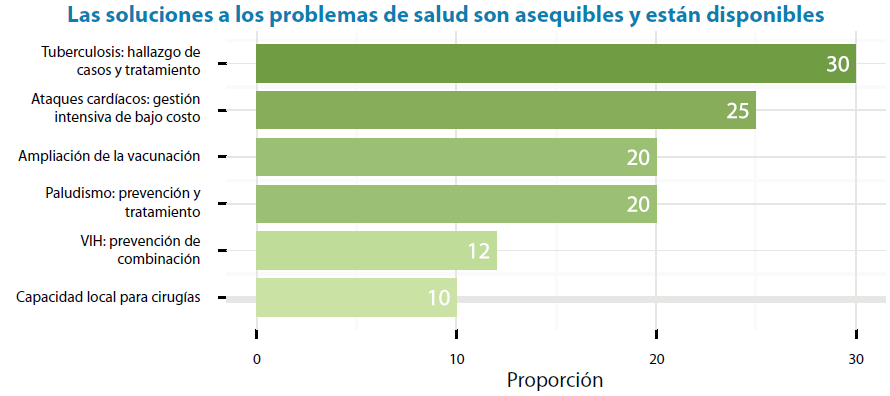 Las soluciones a los problemas de salud son asequibles y están disponibles
Tuberculosis: hallazgo de
casos y tratamiento
30
Ataques cardíacos: gestión
intensiva de bajo costo
25
Ampliación de la vacunación
20
Paludismo: prevención y
tratamiento
20
VIH: prevención de
combinación
12
Capacidad local para cirugías
10
0
10
20
30
Proporción